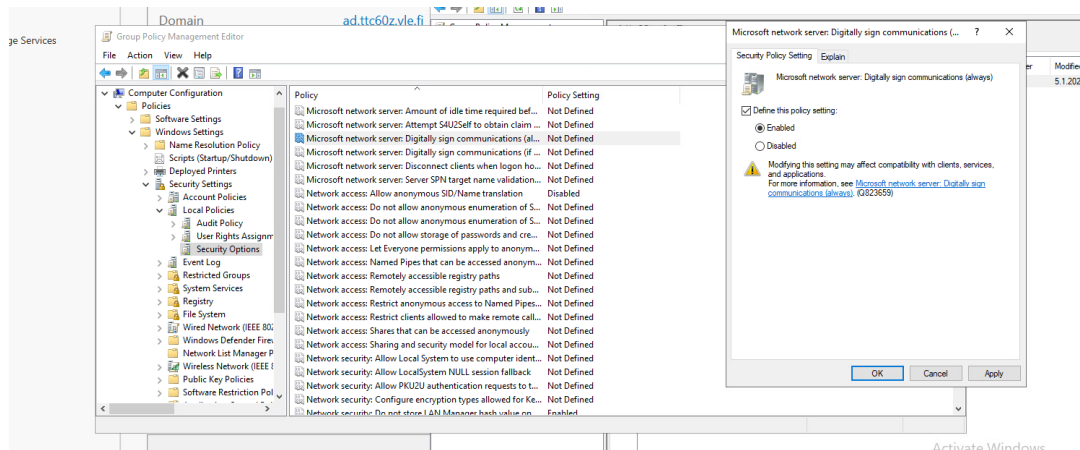 Domain
ad.ttc60z.vle.fi
ge Services
Group Policy Management Editor
File Action View Help
Computer Configuration
Policies
Software Settings
Windows Settings
Name Resolution Policy
Scripts (Startup/Shutdown)
Deployed Printers
Security Settings
Account Policies
Local Policies
Audit Policy
User Rights Assignm
Security Options
Event Log
Restricted Groups
System Services
Registry
File System
Wired Network (IEEE 802
Windows Defender Firev
Network List Manager P
Wireless Network (IEEE 8
Public Key Policies
Software Restriction Pol
Policy Policy Setting
Microsoft network server: Amount of idle time required bef... Not Defined
Microsoft network server: Attempt S4U2Self to obtain claim ... Not Defined
Microsoft network server: Digitally sign communications (al... Not Defined
Microsoft network server: Digitally sign communications (if ... Not Defined
Microsoft network server: Disconnect clients when logon ho... Not Defined
Microsoft network server: Server SPN target name validation... Not Defined
Network access: Allow anonymous SID/Name translation Disabled
Network access: Do not allow anonymous enumeration of S... Not Defined
Network access: Do not allow anonymous enumeration of S... Not Defined
Network access: Do not allow storage of passwords and cre... Not Defined
Network access: Let Everyone permissions apply to anonym... Not Defined
Network access: Named Pipes that can be accessed anonym... Not Defined
Network access: Remotely accessible registry paths Not Defined
Network access: Remotely accessible registry paths and sub... Not Defined
Network access: Restrict anonymous access to Named Pipes... Not Defined
Network access: Restrict clients allowed to make remote call... Not Defined
Network access: Shares that can be accessed anonymously Not Defined
Network access: Sharing and security model for local accou... Not Defined
Network security: Allow Local System to use computer ident... Not Defined
Network security: Allow LocalSystem NULL session fallback Not Defined
Network security: Allow PKU2U authentication requests to t... Not Defined
Network security: Configure encryption types allowed for Ke... Not Defined
Network security: Do not store LAN Manager hash value on Enabled
Microsoft network server: Digitally sign communications (... ?
Security Policy Setting Explain
Microsoft network server: Digitally sign communications (always)
Define this policy setting:
Enabled
Disabled
Modifying this setting may affect compatibility with clients, services,
and applications.
For more information, see Microsoft network server: Digitally sign
communications (always). (Q823659)
OK Cancel Apply
er Modified
5.1.202
Activate Windows